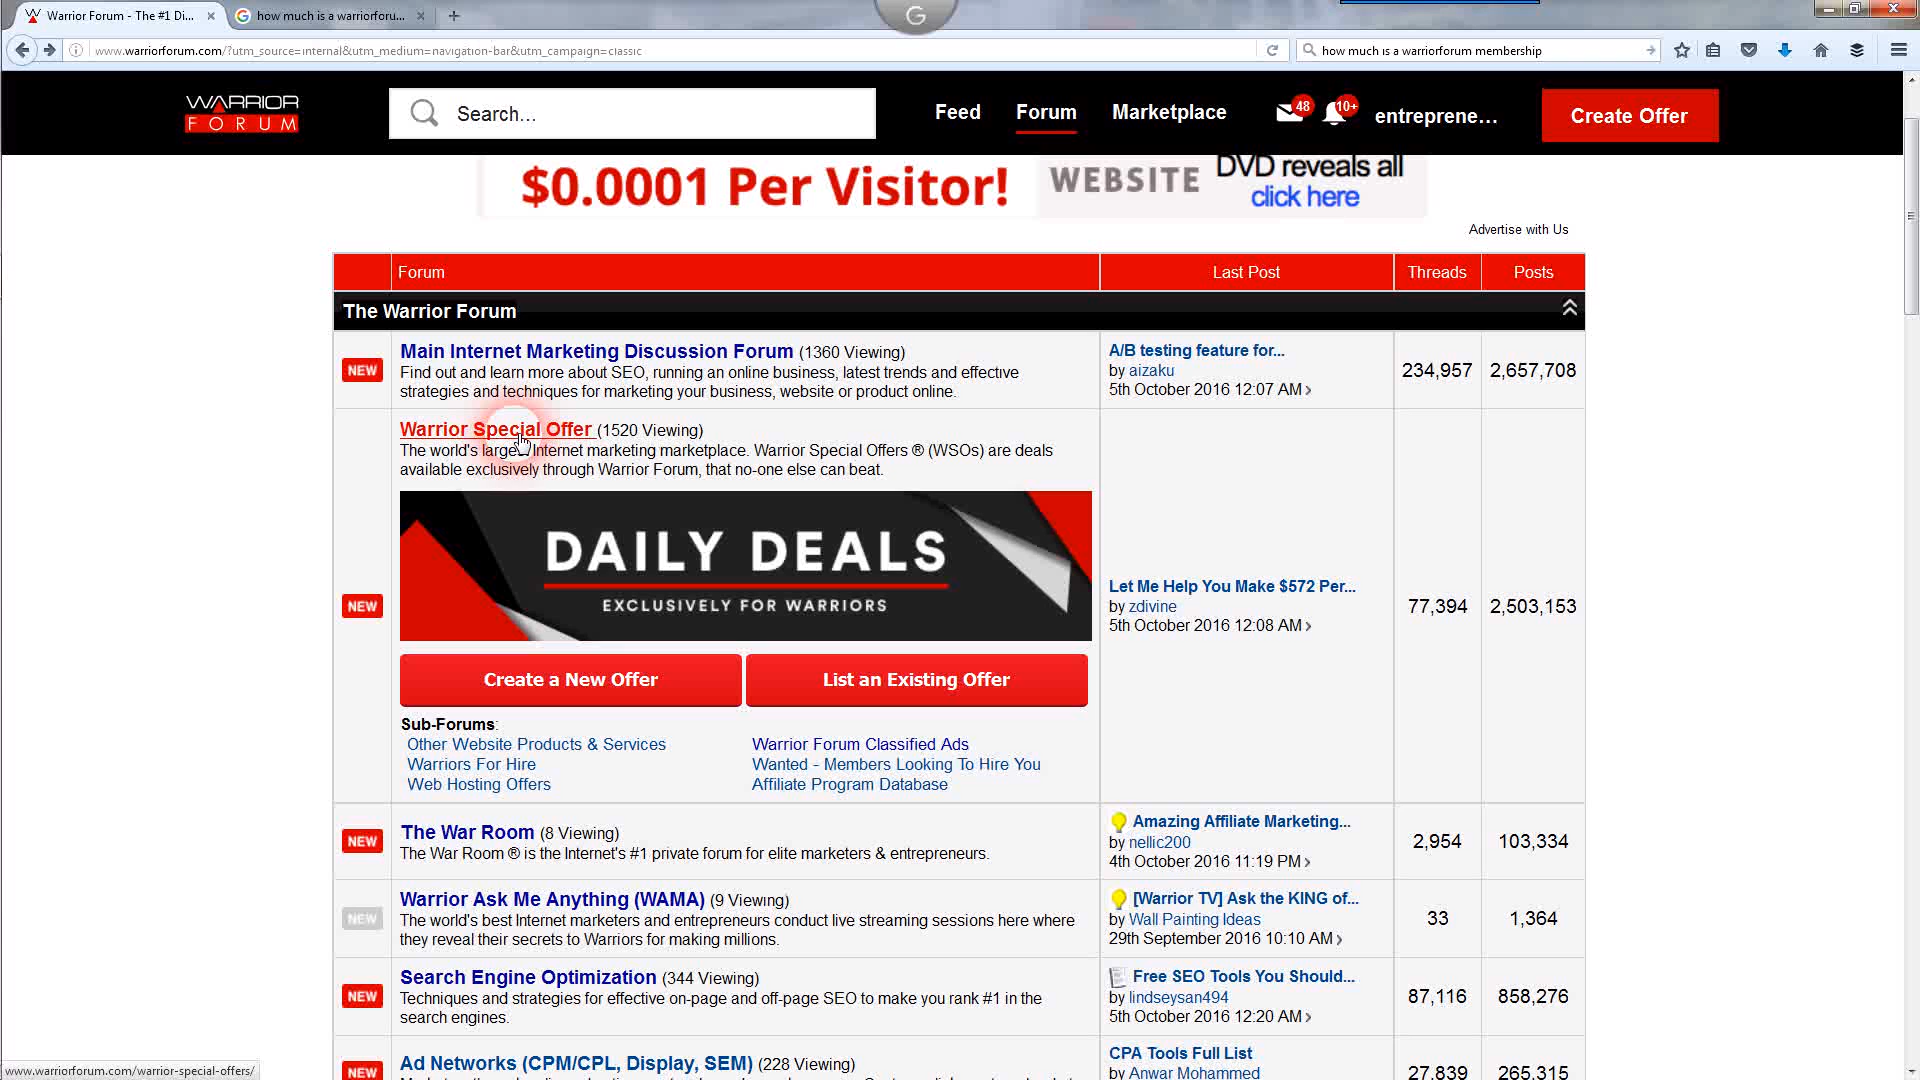 Warrior Forum - The #1 Di...
how much is a warriorforu...
www.warriorforum.com/?utm_source=internal&utm_medium=navigation-bar&utm_campaign=classic
how much is a warriorforum membership
WARRIOR
FORUM
Search...
Feed
Forum
Marketplace
48
10+
entreprene...
Create Offer
$0.0001 Per Visitor!
WEBSITE
DVD reveals all
click here
Advertise with Us
Forum Last Post Threads Posts
The Warrior Forum
NEW
Main Internet Marketing Discussion Forum (1360 Viewing)
Find out and learn more about SEO, running an online business, latest trends and effective
strategies and techniques for marketing your business, website or product online.
A/B testing feature for...
by aizaku
5th October 2016 12:07 AM
234,957 2,657,708
Warrior Special Offer (1520 Viewing)
The world's largest Internet marketing marketplace. Warrior Special Offers ® (WSOs) are deals
available exclusively through Warrior Forum, that no-one else can beat.
DAILY DEALS
EXCLUSIVELY FOR WARRIORS
NEW
Let Me Help You Make $572 Per...
by zdivine
5th October 2016 12:08 AM
77,394 2,503,153
Create a New Offer
List an Existing Offer
Sub-Forums:
Other Website Products & Services
Warrior Forum Classified Ads
Warriors For Hire
Wanted - Members Looking To Hire You
Web Hosting Offers
Affiliate Program Database
NEW
The War Room (8 Viewing)
The War Room ® is the Internet's #1 private forum for elite marketers & entrepreneurs.
Amazing Affiliate Marketing...
by nellic200
4th October 2016 11:19 PM
2,954 103,334
NEW
Warrior Ask Me Anything (WAMA) (9 Viewing)
The world's best Internet marketers and entrepreneurs conduct live streaming sessions here where
they reveal their secrets to Warriors for making millions.
[Warrior TV] Ask the KING of...
by Wall Painting Ideas
29th September 2016 10:10 AM
33 1,364
NEW
Search Engine Optimization (344 Viewing)
Techniques and strategies for effective on-page and off-page SEO to make you rank #1 in the
search engines.
Free SEO Tools You Should...
by lindseysan494
5th October 2016 12:20 AM
87,116 858,276
NEW
Ad Networks (CPM/CPL, Display, SEM) (228 Viewing)
CPA Tools Full List
by Anwar Mohammed
27,839 265,315
www.warriorforum.com/warrior-special-offers/